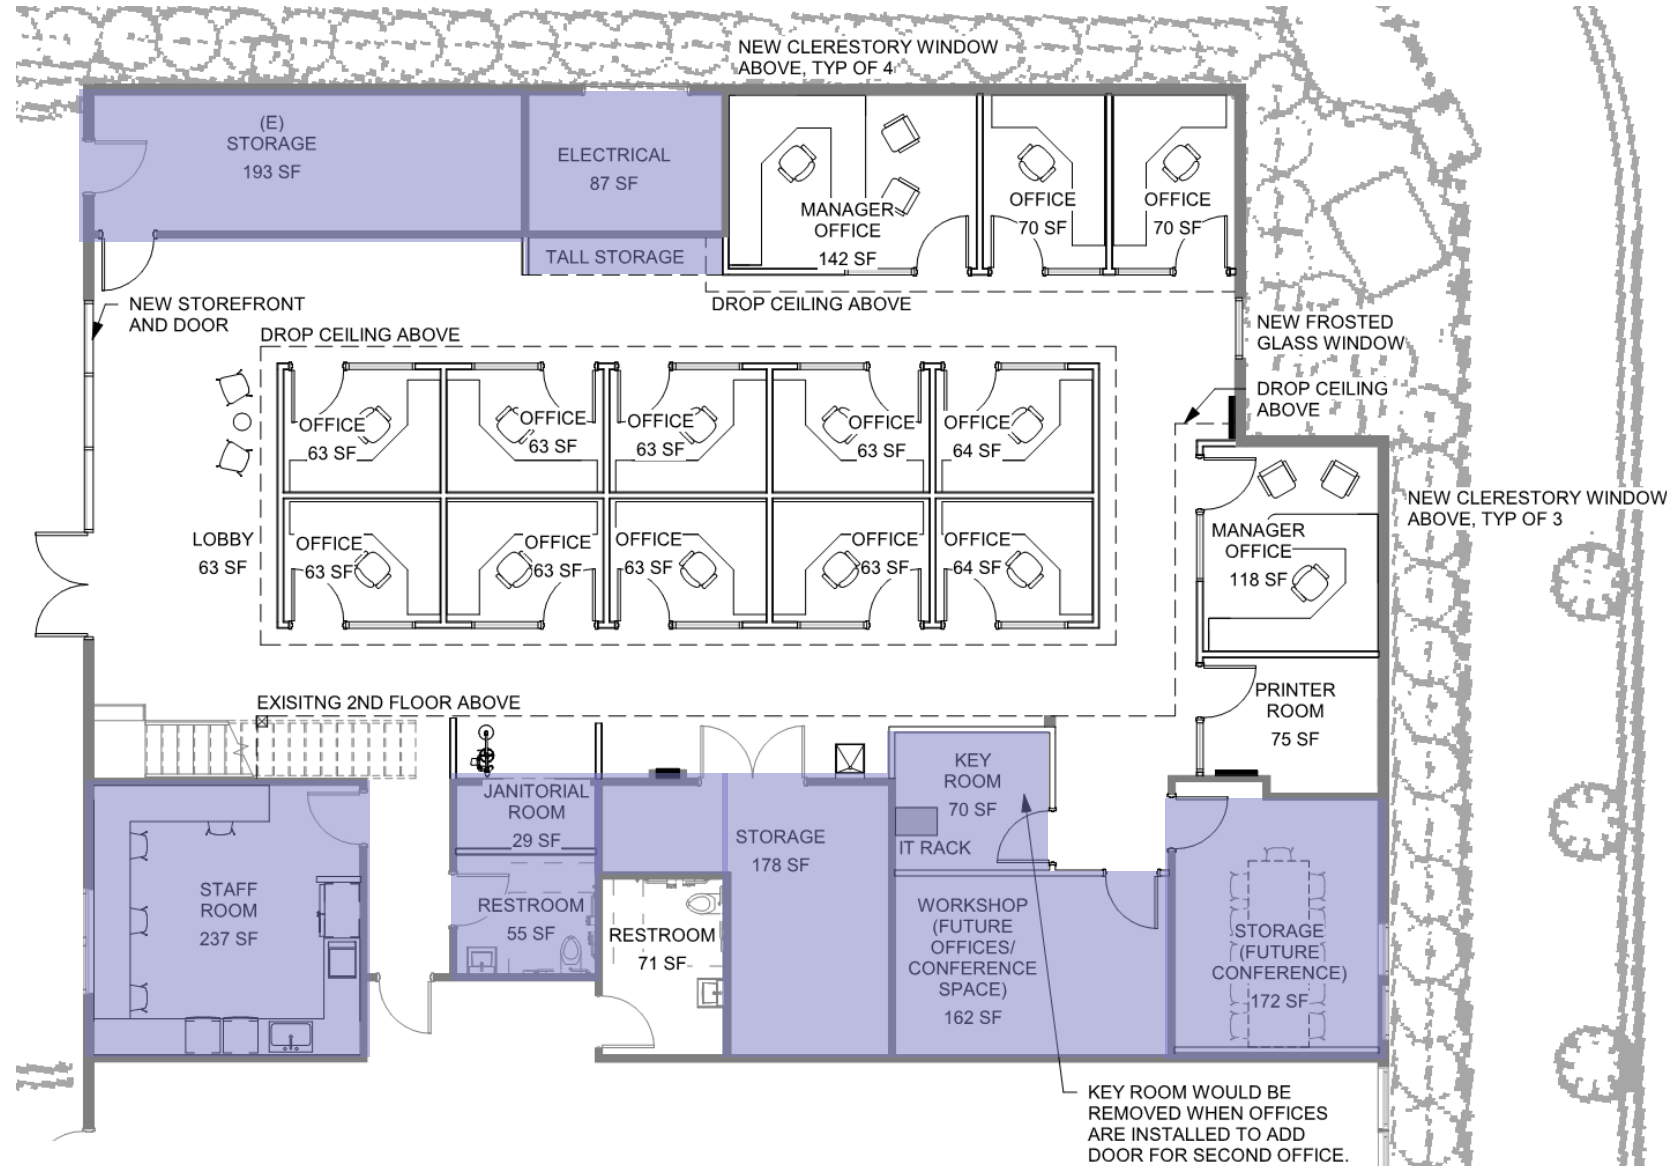 NEW CLERESTORY WINDOW
ABOVE, TYP OF 4
(E)
STORAGE
193 SF
ELECTRICAL
87 SF
TALL STORAGE
MANAGER
OFFICE
142 SF
OFFICE
70 SF
OFFICE
70 SF
DROP CEILING ABOVE
NEW STOREFRONT
AND DOOR
DROP CEILING ABOVE
NEW FROSTED
GLASS WINDOW
DROP CEILING
ABOVE
OFFICE
63 SF
OFFICE
63 SF
OFFICE
63 SF
OFFICE
63 SF
OFFICE
64 SF
LOBBY
63 SF
OFFICE
63 SF
OFFICE
63 SF
OFFICE
63 SF
OFFICE
63 SF
OFFICE
64 SF
MANAGER
OFFICE
118 SF
NEW CLERESTORY WINDOW
ABOVE, TYP OF 3
EXISITNG 2ND FLOOR ABOVE
PRINTER
ROOM
75 SF
STAFF
ROOM
237 SF
JANITORIAL
ROOM
29 SF
RESTROOM
55 SF
RESTROOM
71 SF
STORAGE
178 SF
KEY
ROOM
70 SF
IT RACK
WORKSHOP
(FUTURE
OFFICES/
CONFERENCE
SPACE)
162 SF
STORAGE
(FUTURE
CONFERENCE)
172 SF
KEY ROOM WOULD BE
REMOVED WHEN OFFICES
ARE INSTALLED TO ADD
DOOR FOR SECOND OFFICE.